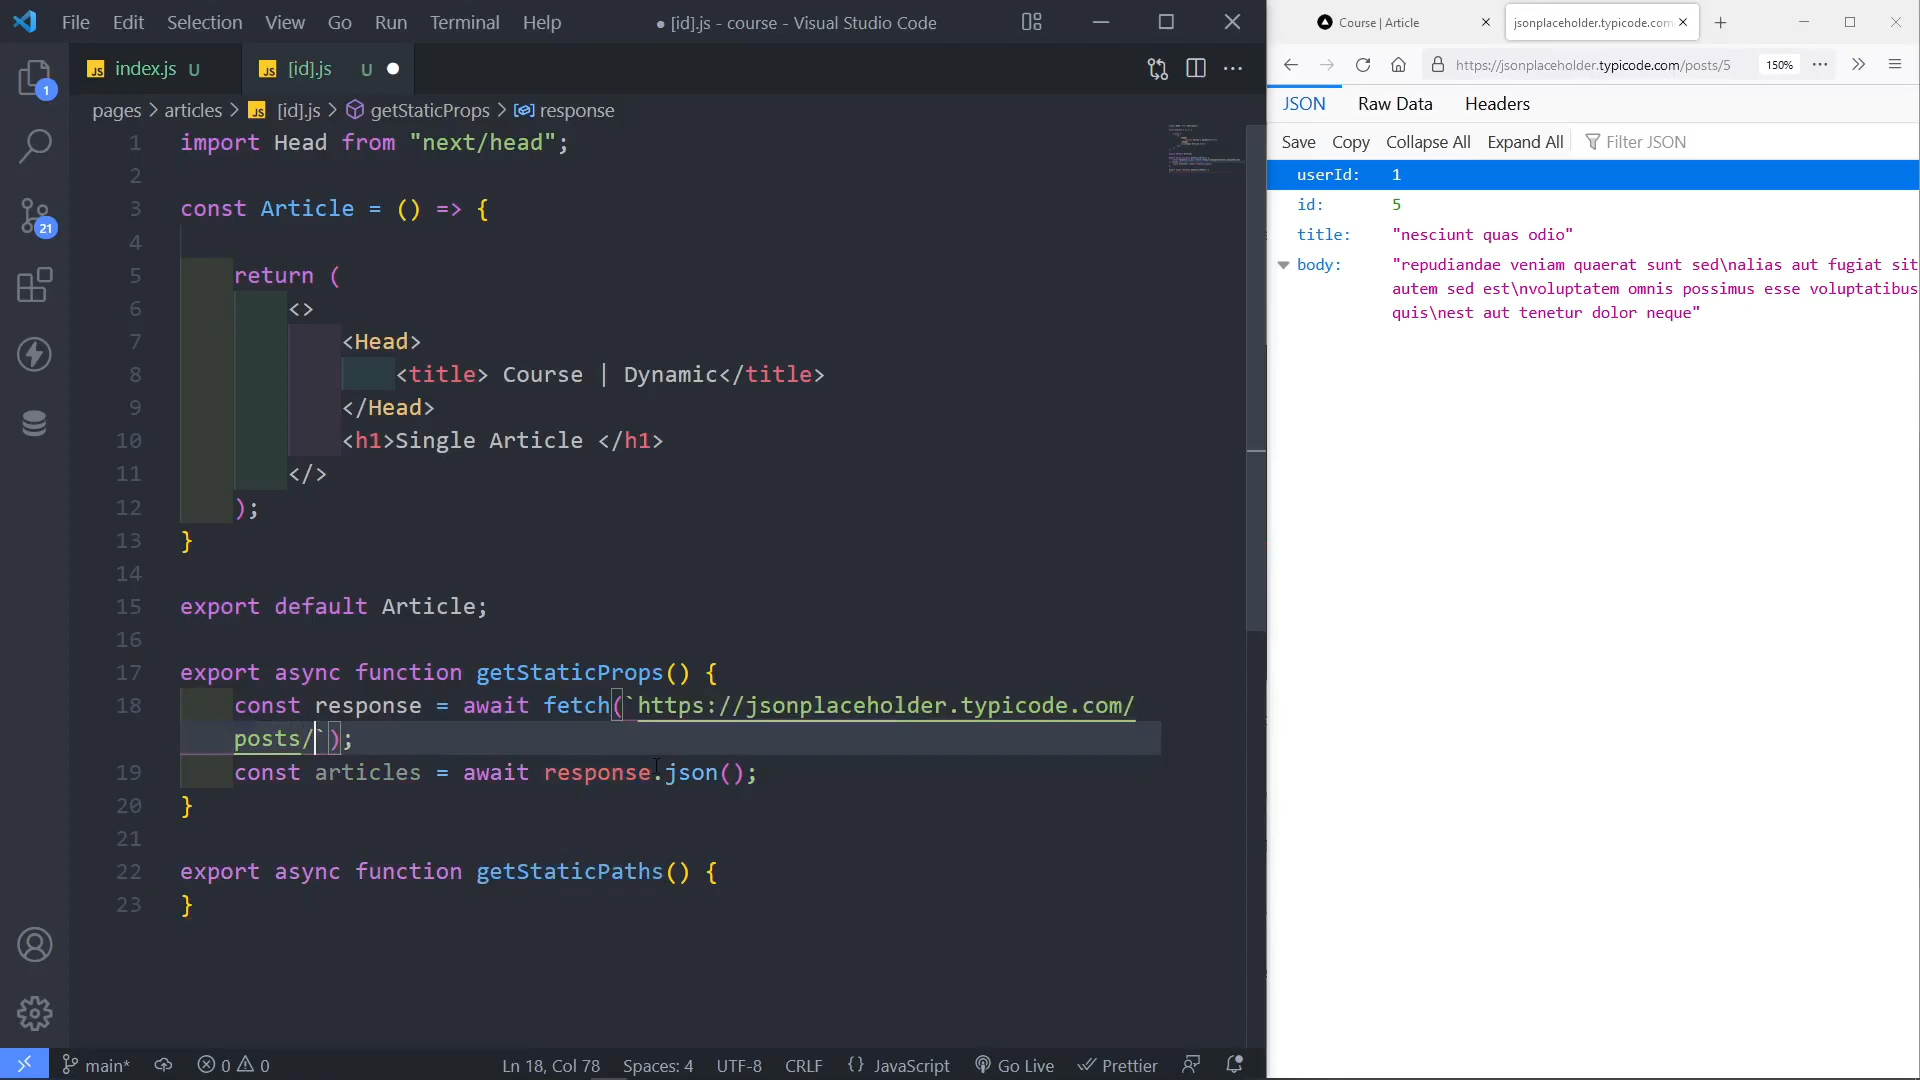 File Edit Selection View Go Run Terminal Help
● [id].js - course - Visual Studio Code
JS index.js U
JS [id].js U
pages > articles > JS [id].js > getStaticProps > response
1 import Head from "next/head";
2
3 const Article = () => {
4
5 return (
6 <>
7 <Head>
8 <title> Course | Dynamic</title>
9 </Head>
10 <h1>Single Article </h1>
11 </>
12 );
13 }
14
15 export default Article;
16
17 export async function getStaticProps() {
18 const response = await fetch(`https://jsonplaceholder.typicode.com/
posts/`);
19 const articles = await response.json();
20 }
21
22 export async function getStaticPaths() {
23 }
1
21
main* 0 0 Ln 18, Col 78 Spaces: 4 UTF-8 CRLF {} JavaScript Go Live Prettier
Course | Article
jsonplaceholder.typicode.com
https://jsonplaceholder.typicode.com/posts/5 150%
JSON Raw Data Headers
Save Copy Collapse All Expand All Filter JSON
userId: 1
id: 5
title: "nesciunt quas odio"
body: "repudiandae veniam quaerat sunt sed\nalias aut fugiat sit
autem sed est\nvoluptatem omnis possimus esse voluptatibus
quis\nest aut tenetur dolor neque"